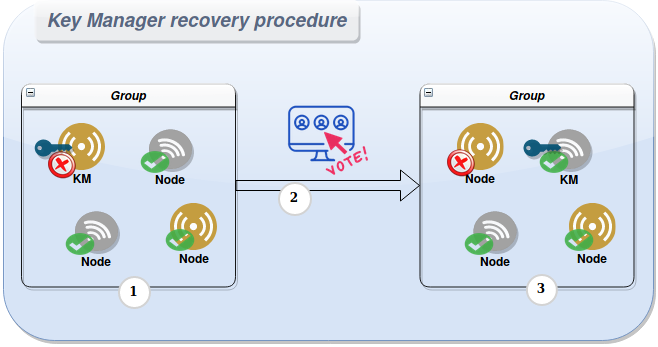 Key Manager recovery procedure
Group
KM
Node
Node
Node
1
VOTE!
2
Group
Node
KM
Node
Node
3